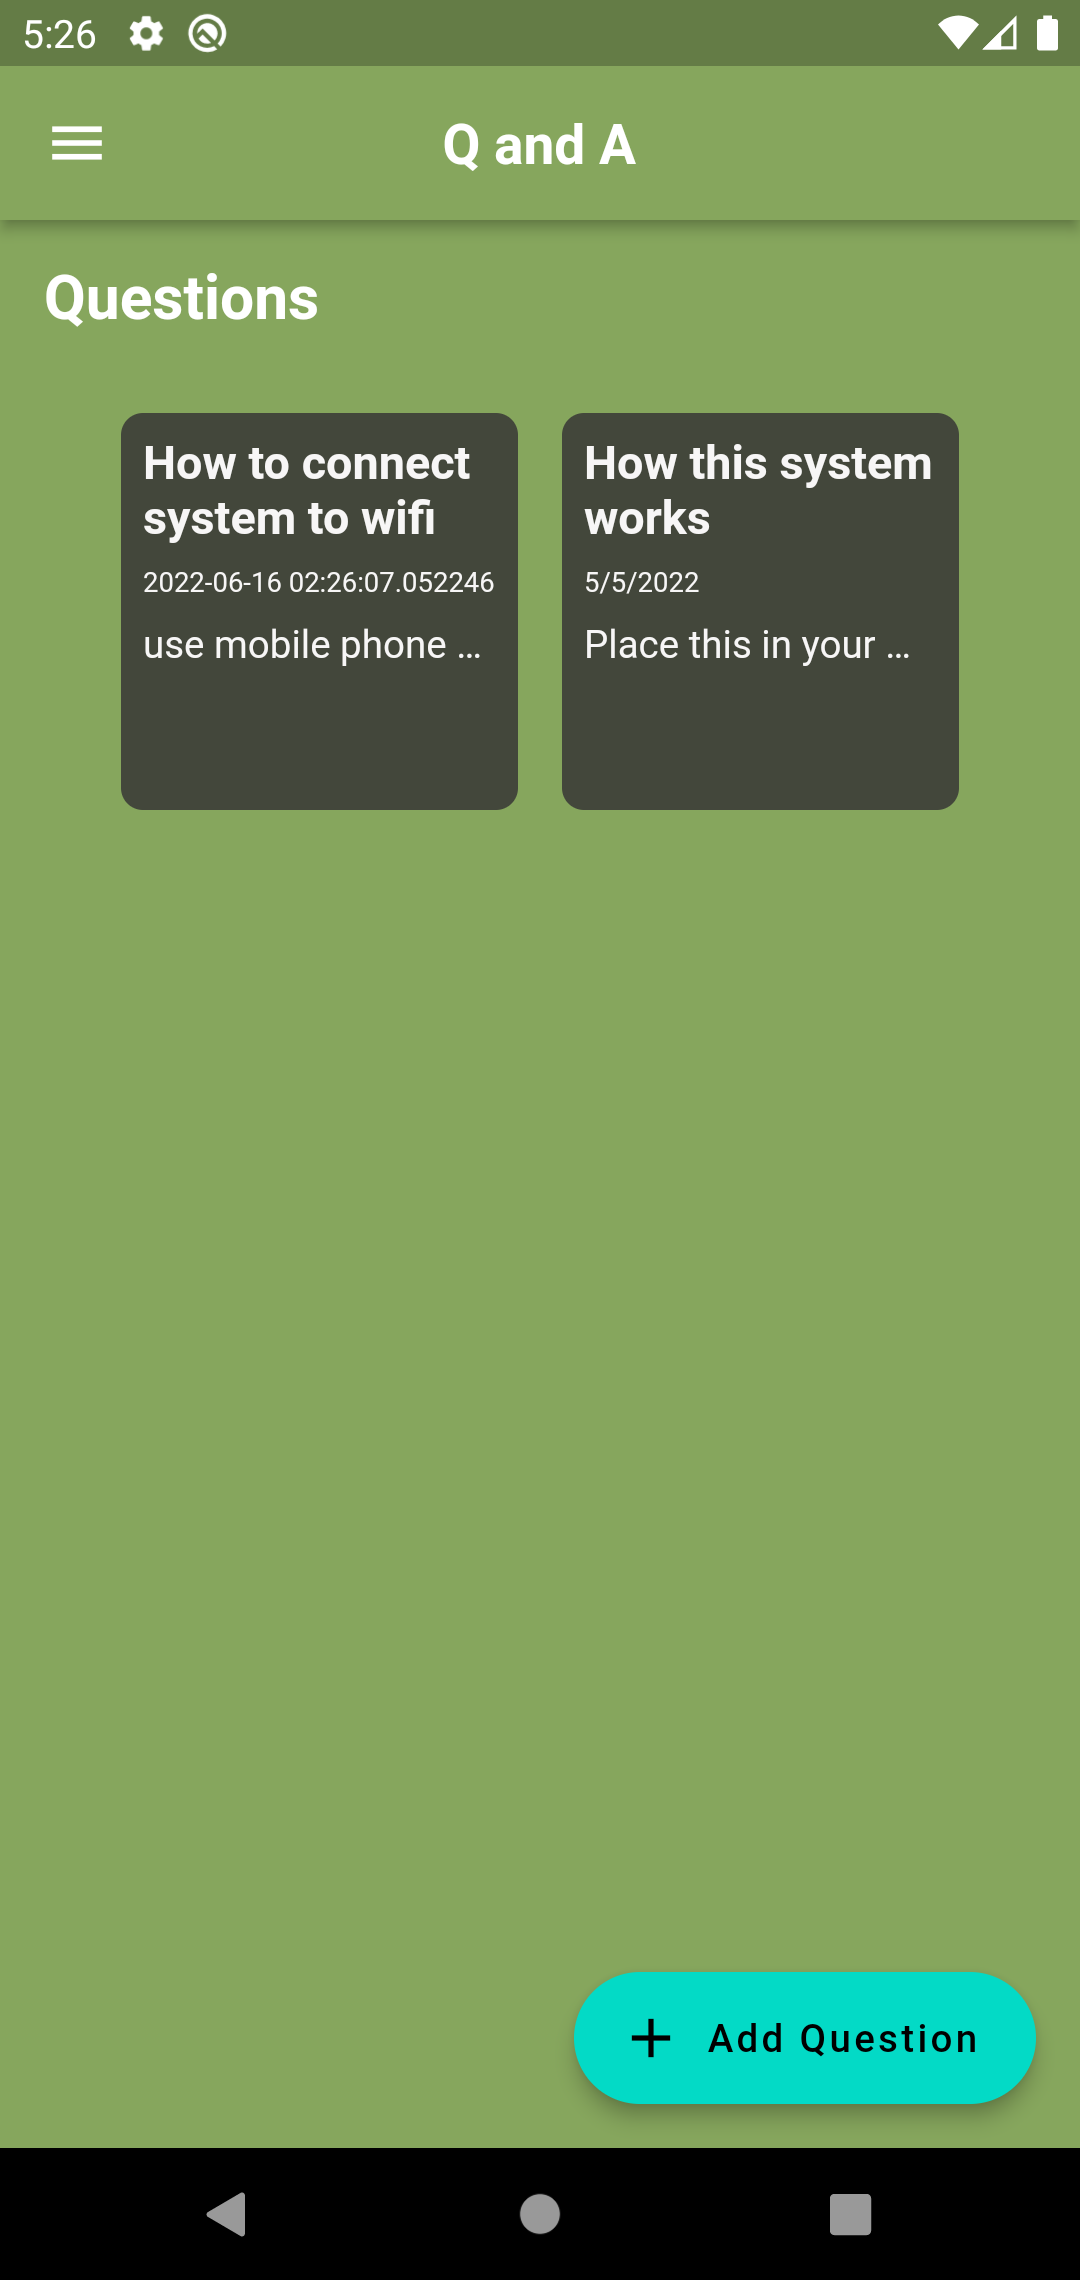 5:26
Q and A
Questions
How to connect
system to wifi
2022-06-16 02:26:07.052246
use mobile phone ...
How this system
works
5/5/2022
Place this in your ...
Add Question